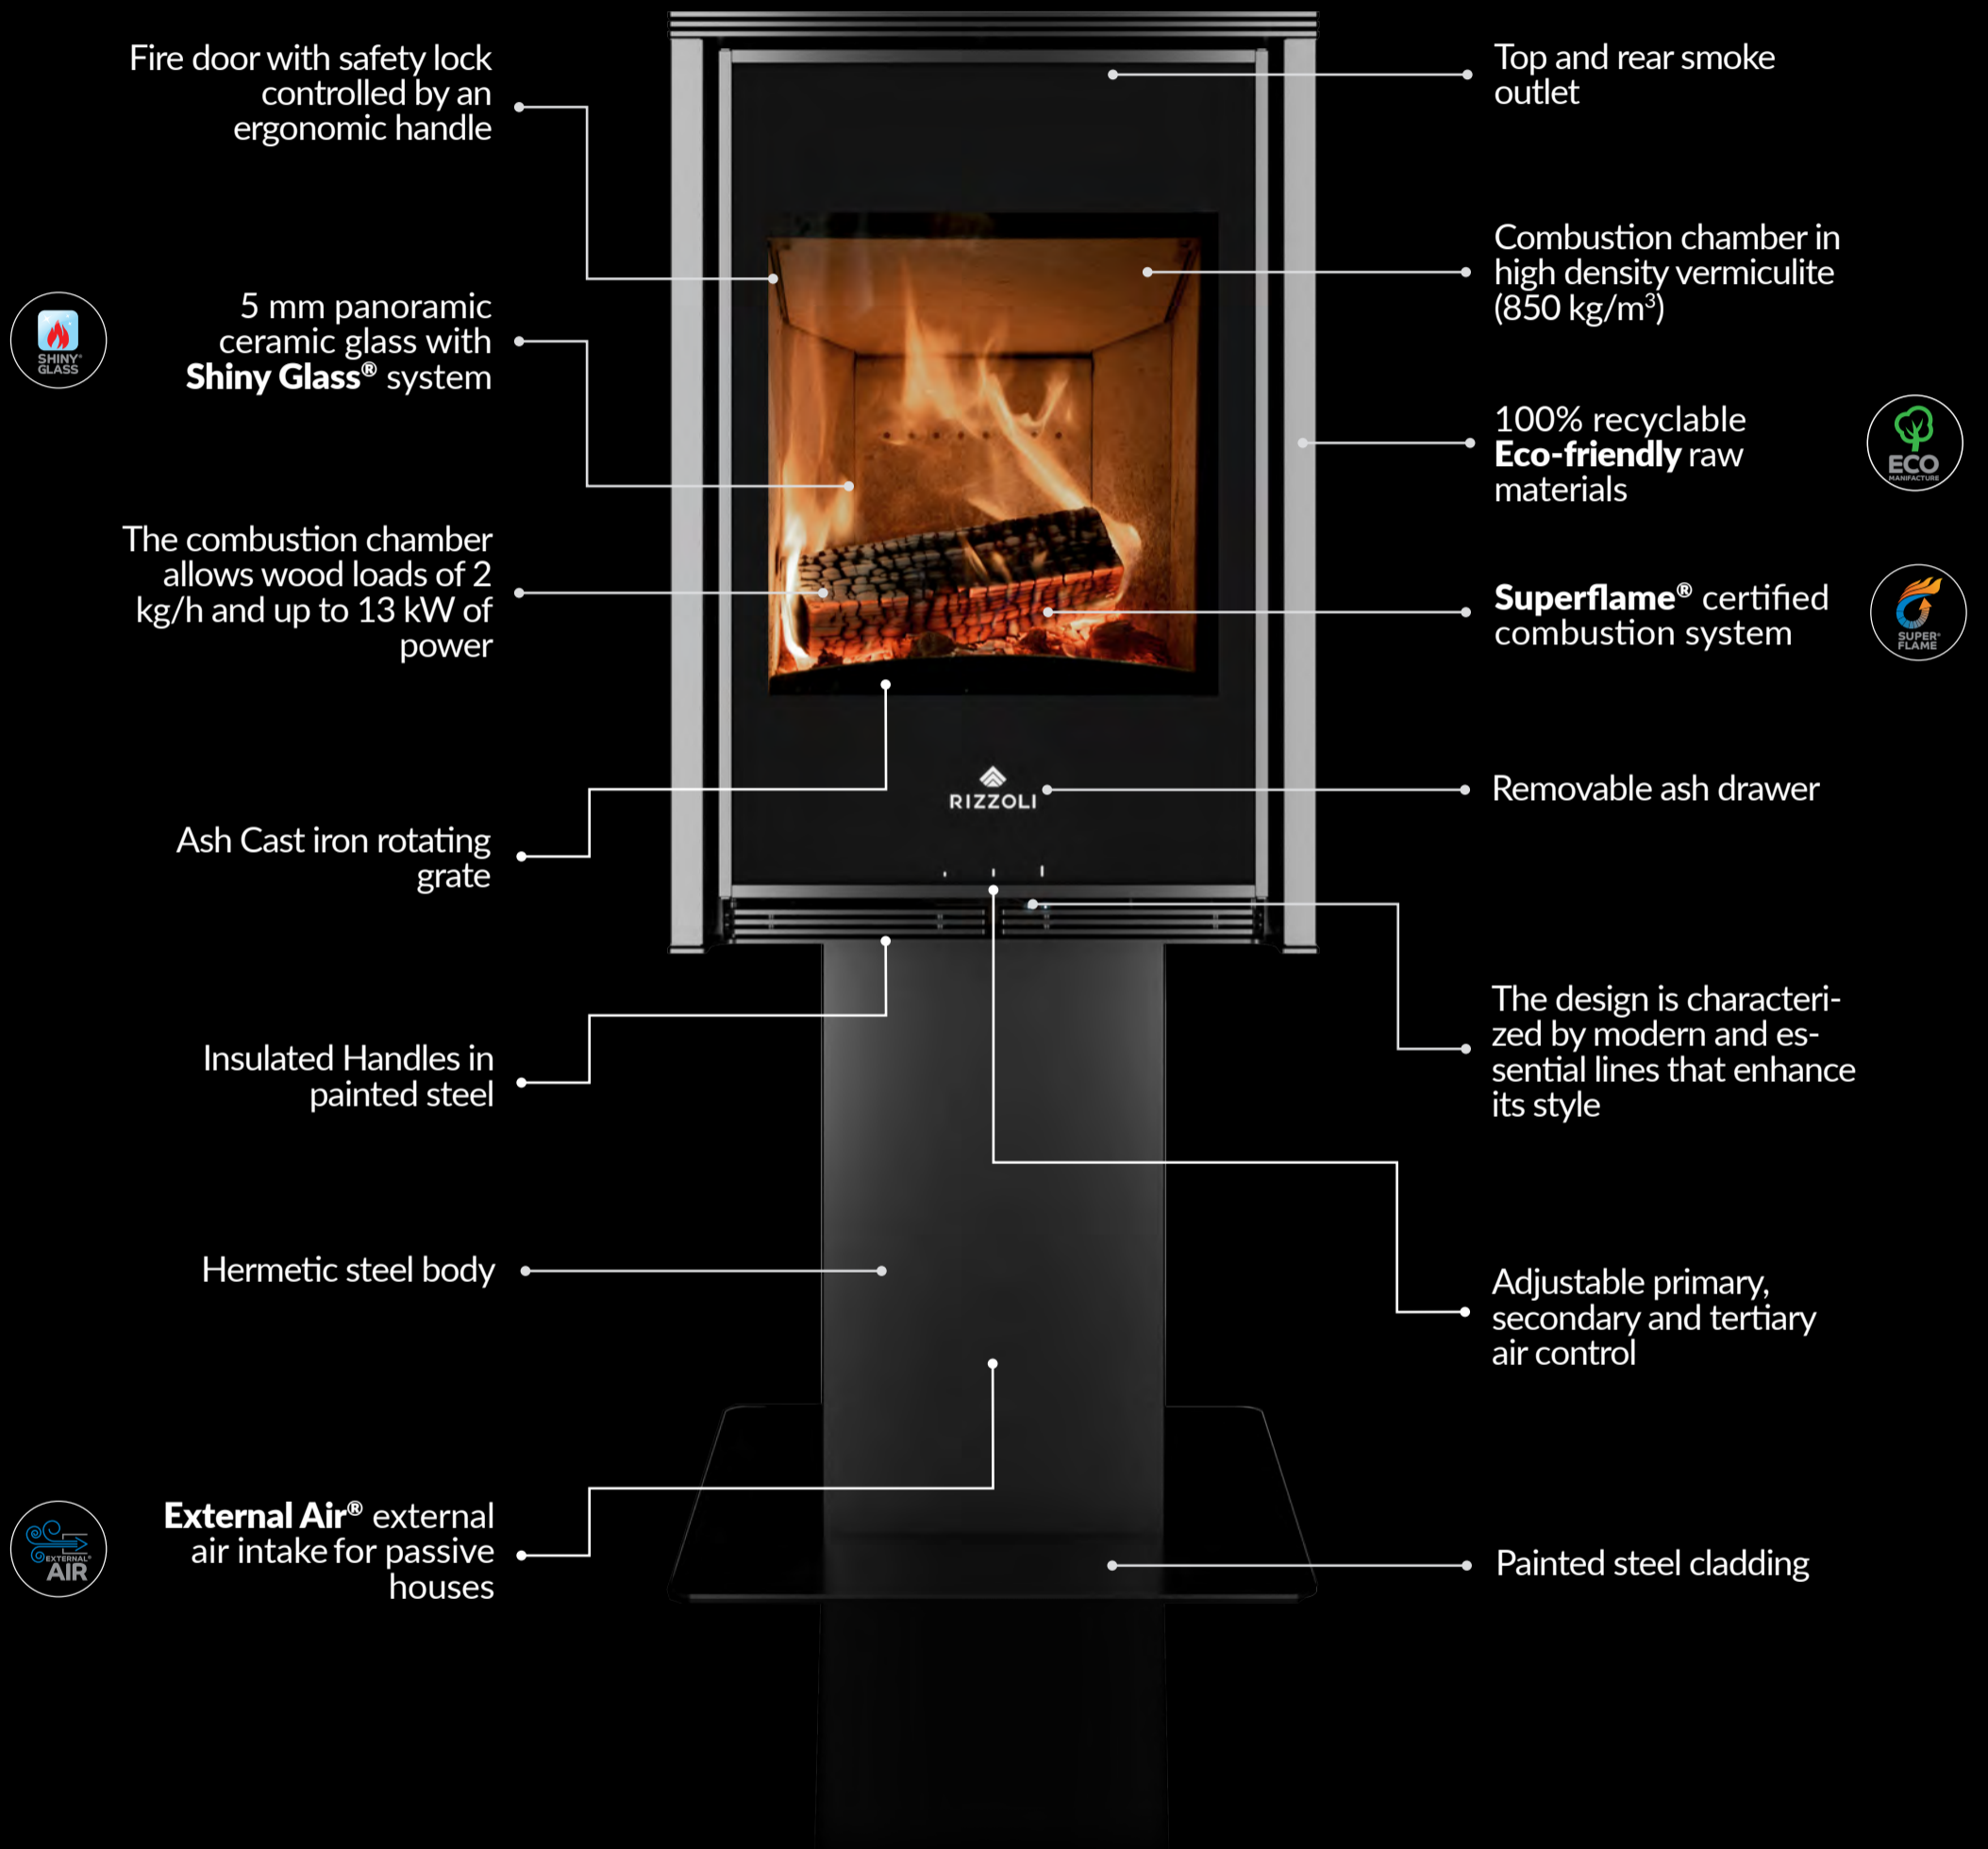 Fire door with safety lock
controlled by an
ergonomic handle
5 mm panoramic
ceramic glass with
Shiny Glass® system
SHINY®
GLASS
The combustion chamber
allows wood loads of 2
kg/h and up to 13 kW of
power
Ash Cast iron rotating
grate
Insulated Handles in
painted steel
Hermetic steel body
External Air® external
air intake for passive
houses
EXTERNAL®
AIR
RIZZOLI
Top and rear smoke
outlet
Combustion chamber in
high density vermiculite
(850 kg/m³)
100% recyclable
Eco-friendly raw
materials
ECO
MANIFACTURE
Superflame® certified
combustion system
SUPER®
FLAME
Removable ash drawer
The design is characteri-
zed by modern and es-
sential lines that enhance
its style
Adjustable primary,
secondary and tertiary
air control
Painted steel cladding